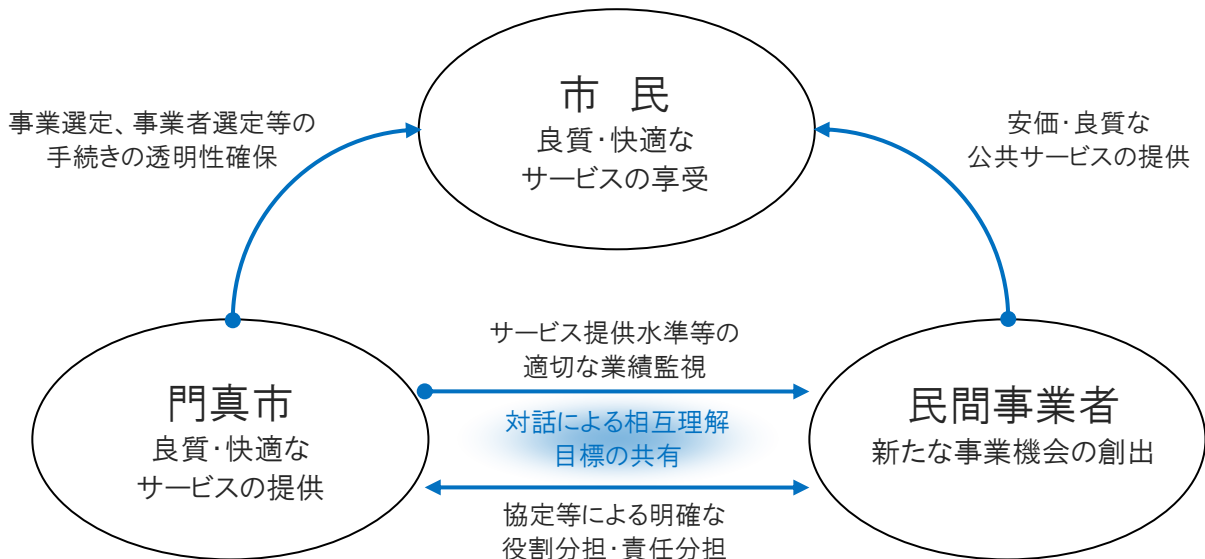 市 民
良質・快適な
サービスの享受
事業選定、事業者選定等の
手続きの透明性確保
安価・良質な
公共サービスの提供
門真市
良質・快適な
サービスの提供
サービス提供水準等の
適切な業績監視
対話による相互理解
目標の共有
協定等による明確な
役割分担・責任分担
民間事業者
新たな事業機会の創出